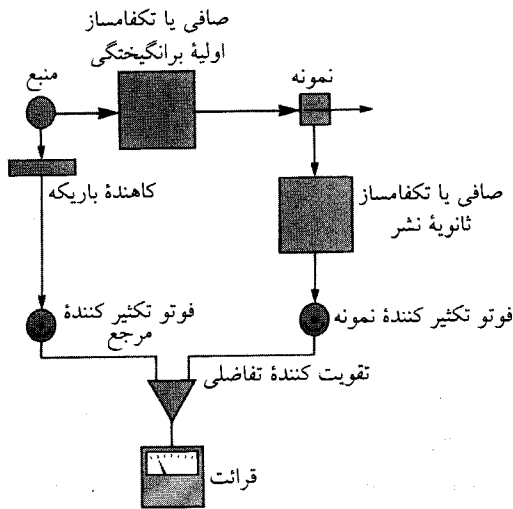 صافی یا تکفامساز
اولیهٔ برانگیختگی
منبع
نمونه
کاهندهٔ باریکه
صافی یا تکفامساز
ثانویهٔ نشر
فوتو تکثیر کنندهٔ
مرجع
فوتو تکثیر کنندهٔ نمونه
تقویت کنندهٔ تفاضلی
قرائت